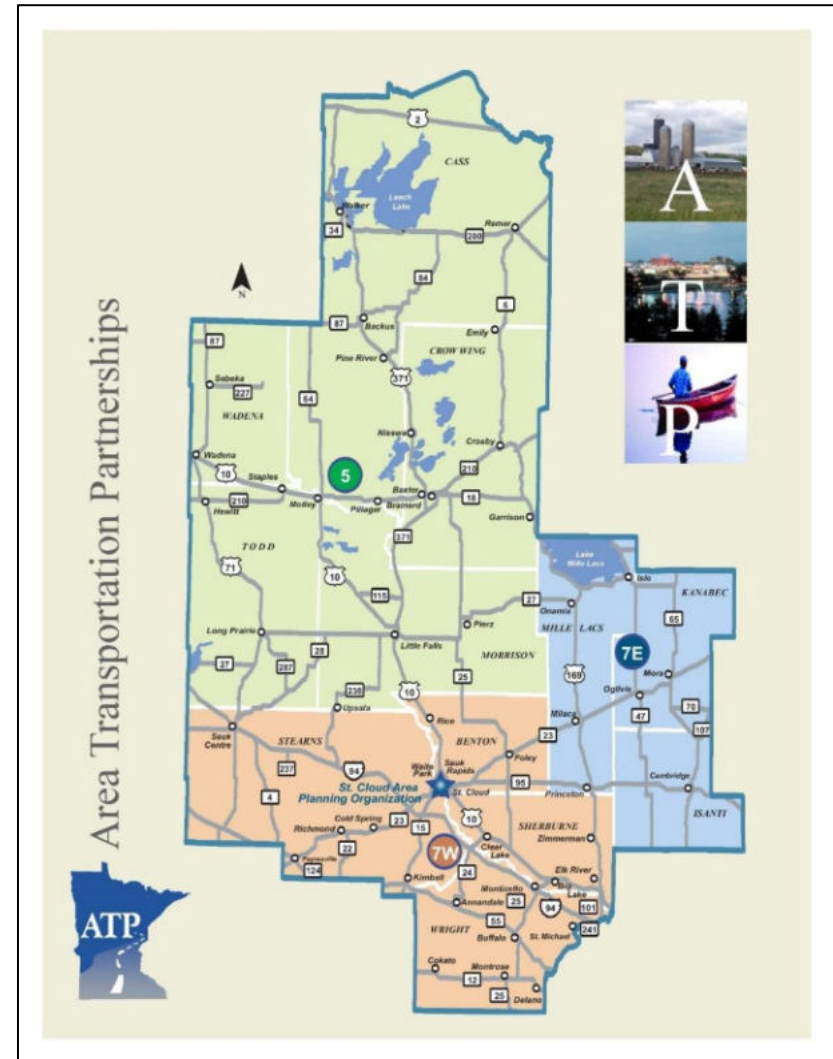 Area Transportation Partnerships
A
T
P
ATP
N
2
CASS
Leech
Lake
Walker
34
200
Remer
84
6
87
Backus
Emily
87
Pine River
CROW WING
371
Sebeka
227
64
WADENA
Nisswa
Crosby
Wadena
10
5
210
Staples
Baxter
210
Motley
Pillager
Brainerd
18
Hewitt
Garrison
371
TODD
Lake
Mille Lacs
71
10
Isle
KANABEC
115
27
Onamia
65
Long Prairie
Pierz
MILLE LACS
Little Falls
7E
28
MORRISON
27
287
169
Mora
25
Ogilvie
238
10
47
70
Upsala
Rice
Milaca
107
Sauk
Centre
STEARNS
BENTON
23
237
94
Waite
Park
Sauk
Rapids
Foley
St. Cloud Area
Planning Organization
St. Cloud
95
Princeton
Cambridge
4
ISANTI
Cold Spring
23
15
10
SHERBURNE
Richmond
Clear
Lake
Zimmerman
22
7W
124
24
Elk River
Kimball
Monticello
Big
Lake
Annandale
25
94
101
55
WRIGHT
St. Michael
241
Buffalo
Cokato
Montrose
12
25
Delano